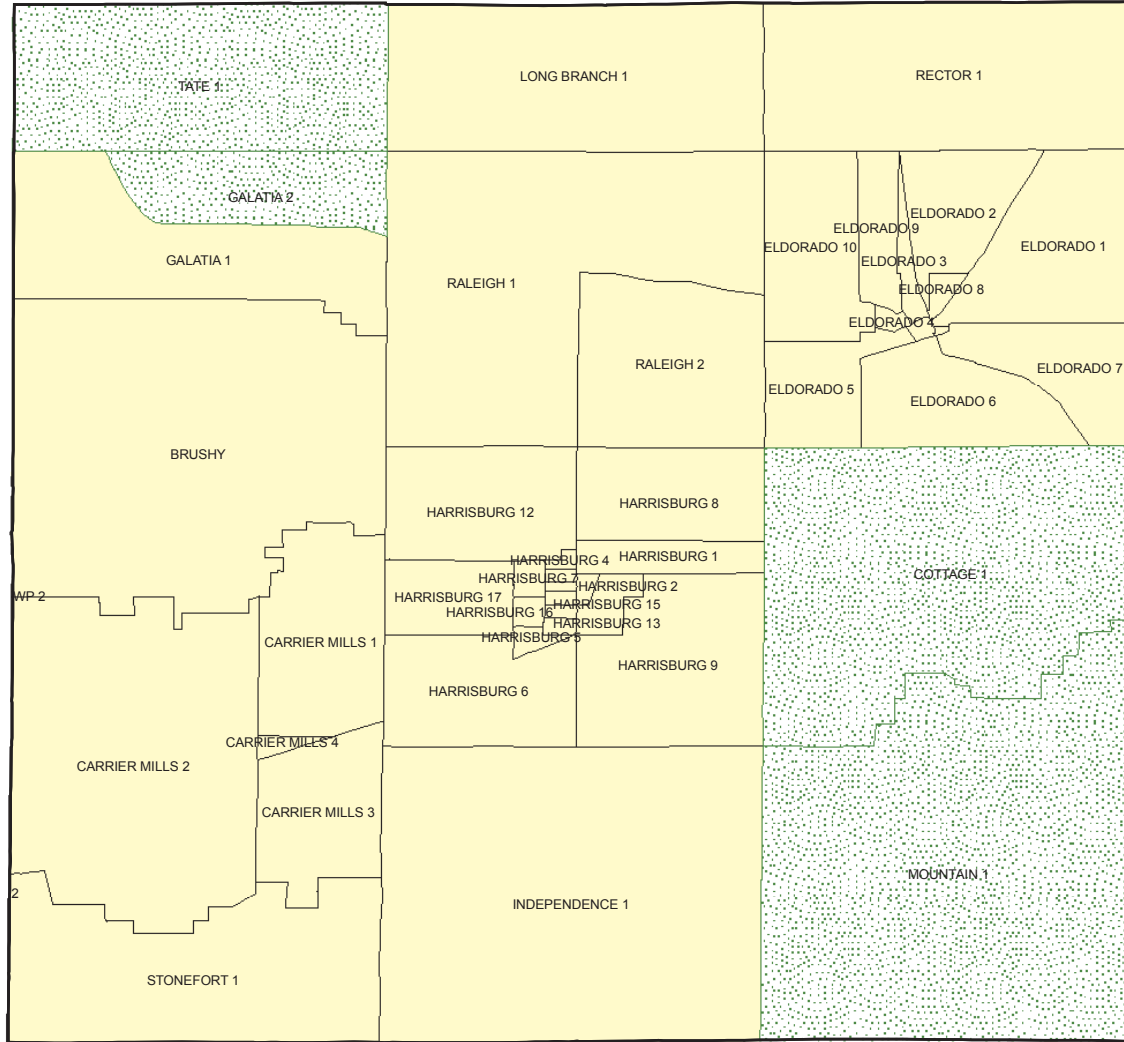 TATE 1
LONG BRANCH 1
RECTOR 1
GALATIA 2
ELDORADO 2
ELDORADO 9
ELDORADO 10
ELDORADO 1
GALATIA 1
ELDORADO 3
RALEIGH 1
ELDORADO 8
ELDORADO 4
RALEIGH 2
ELDORADO 7
ELDORADO 5
ELDORADO 6
BRUSHY
HARRISBURG 8
HARRISBURG 12
HARRISBURG 4
HARRISBURG 1
COTTAGE 1
HARRISBURG 7
HARRISBURG 2
WP 2
HARRISBURG 17
HARRISBURG 15
HARRISBURG 16
HARRISBURG 13
HARRISBURG 5
CARRIER MILLS 1
HARRISBURG 9
HARRISBURG 6
CARRIER MILLS 4
CARRIER MILLS 2
CARRIER MILLS 3
MOUNTAIN 1
2
INDEPENDENCE 1
STONEFORT 1